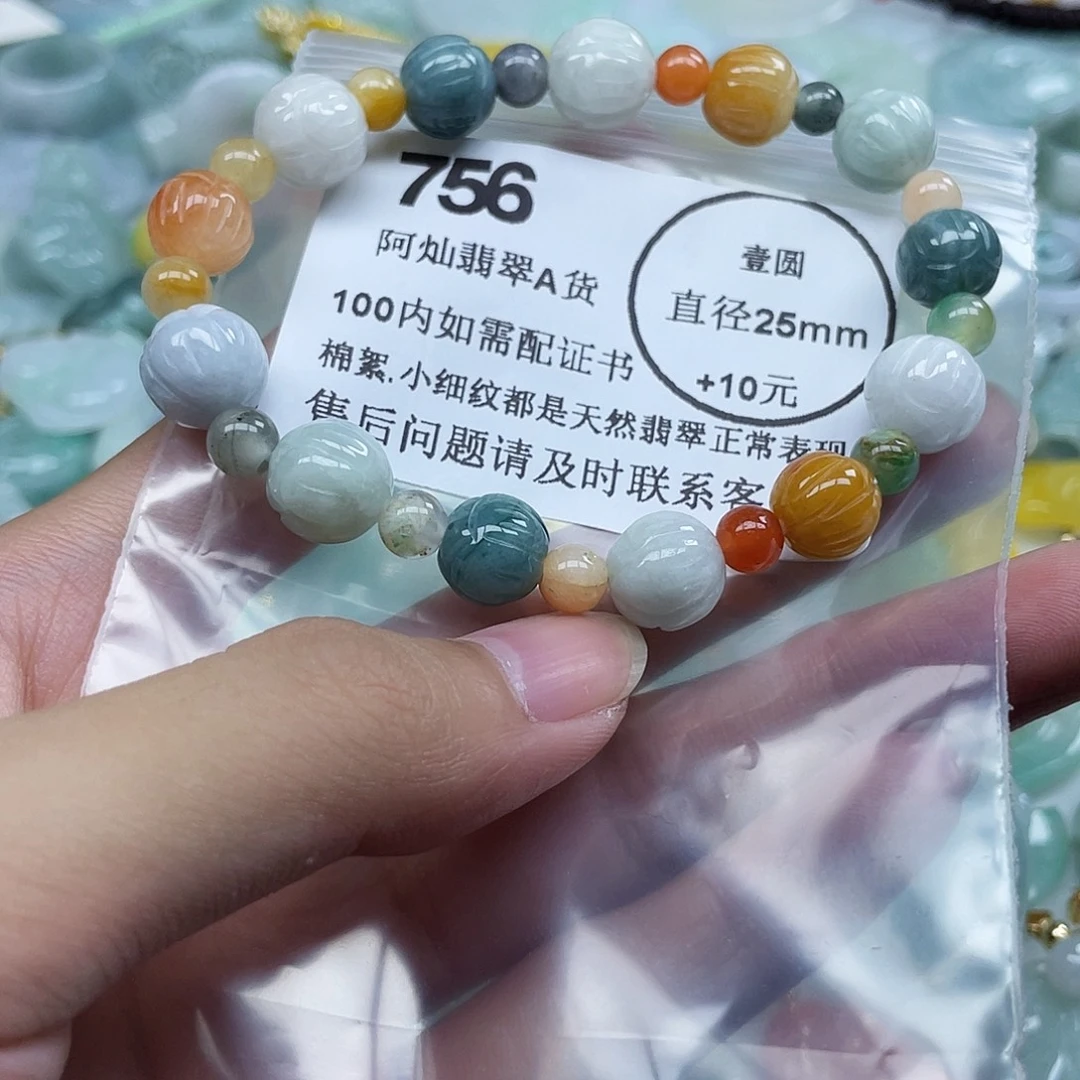 756
阿灿翡翠A货
100内如需配证书
棉絮.小细纹都是天然翡翠正常表现
售后问题请及时联系客
壹圆
直径25mm
+10元